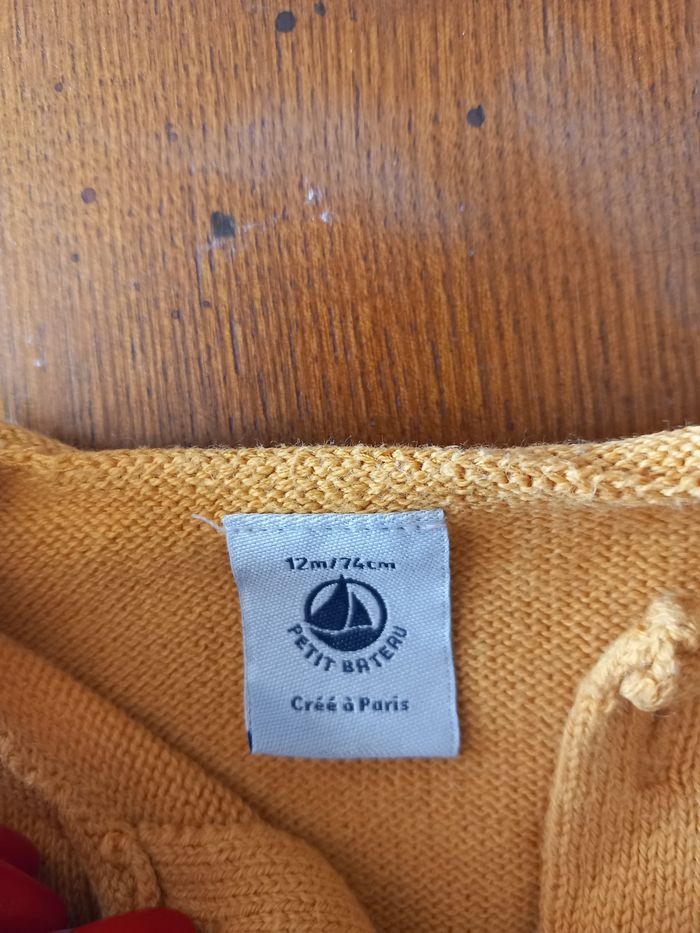 12m/74cm
PETIT BATEAU
Créé à Paris